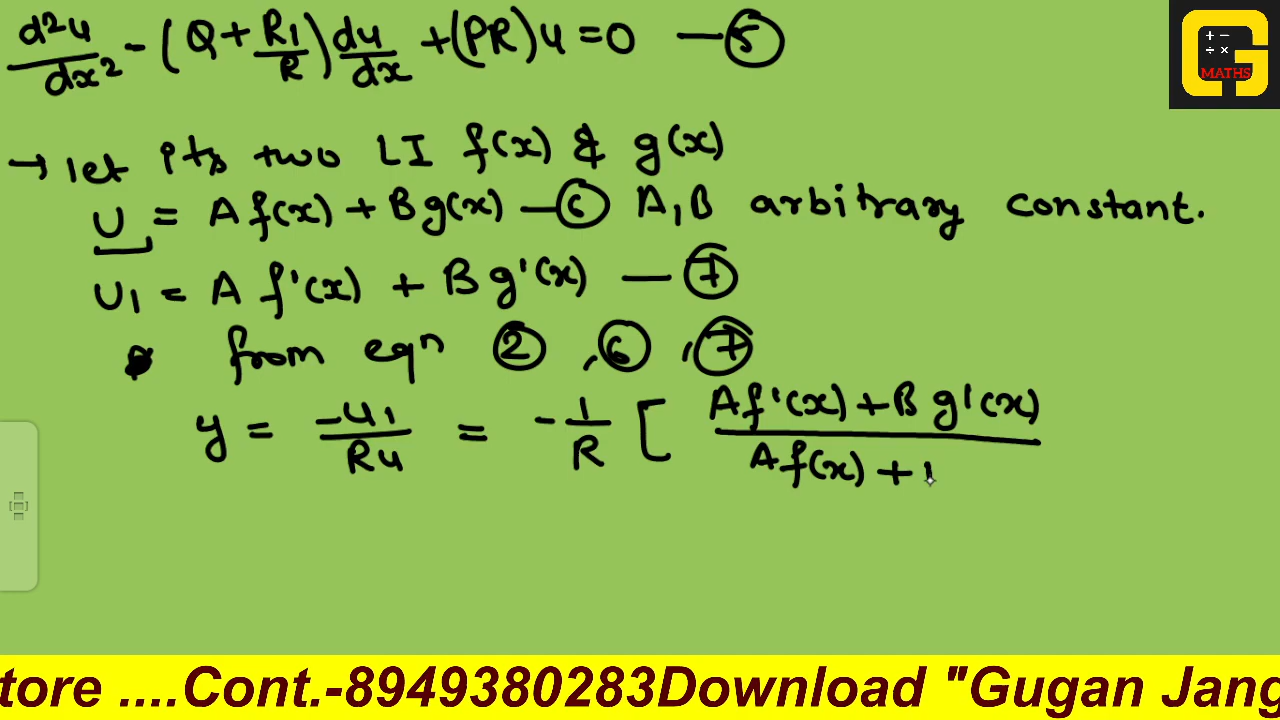 d²u/dx² - (Q + R1/R) du/dx + (PR)u = 0 — ⑤
+ -
÷ ×
MATHS
→ let its two LI f(x) & g(x)
U = A f(x) + B g(x) — ⑥ A, B arbitrary constant.
U1 = A f'(x) + B g'(x) — ⑦
from eqn ② , ⑥ , ⑦
y = -u1/Ru = -1/R [ Af'(x) + B g'(x) / Af(x) +
tore ....Cont.-8949380283Download "Gugan Jang